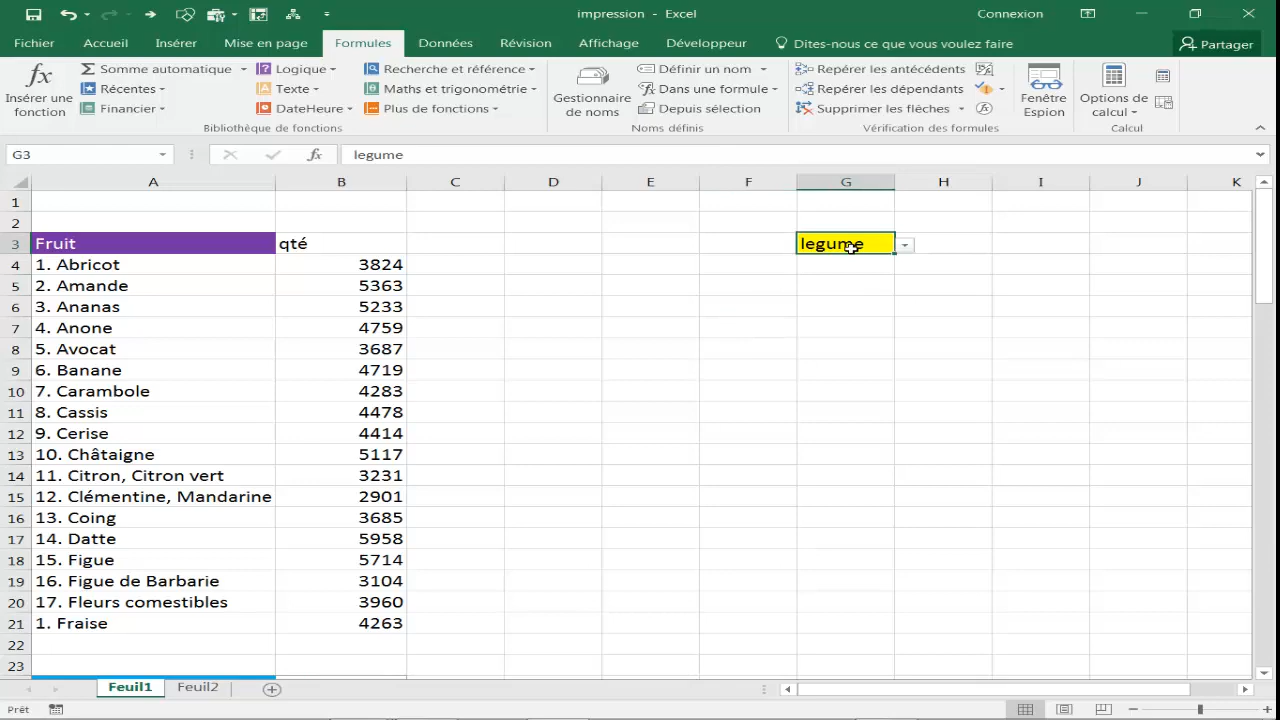 impression - Excel
Connexion
Fichier Accueil Insérer Mise en page Formules Données Révision Affichage Développeur Dites-nous ce que vous voulez faire Partager
fx Insérer une fonction
Somme automatique
Récentes
Financier
Logique
Texte
DateHeure
Recherche et référence
Maths et trigonométrie
Plus de fonctions
Bibliothèque de fonctions
Gestionnaire de noms
Définir un nm
Dans une formule
Depuis sélection
Noms définis
Repérer les antécédents
Repérer les dépendants
Supprimer les flèches
Vérification des formules
Fenêtre Espion
Options de calcul
Calcul
G3 fx legume
A B C D E F G H I J K
1
2
3 Fruit qté legume
4 1. Abricot 3824
5 2. Amande 5363
6 3. Ananas 5233
7 4. Anone 4759
8 5. Avocat 3687
9 6. Banane 4719
10 7. Carambole 4283
11 8. Cassis 4478
12 9. Cerise 4414
13 10. Châtaigne 5117
14 11. Citron, Citron vert 3231
15 12. Clémentine, Mandarine 2901
16 13. Coing 3685
17 14. Datte 5958
18 15. Figue 5714
19 16. Figue de Barbarie 3104
20 17. Fleurs comestibles 3960
21 1. Fraise 4263
22
23
Feuil1 Feuil2
Prêt